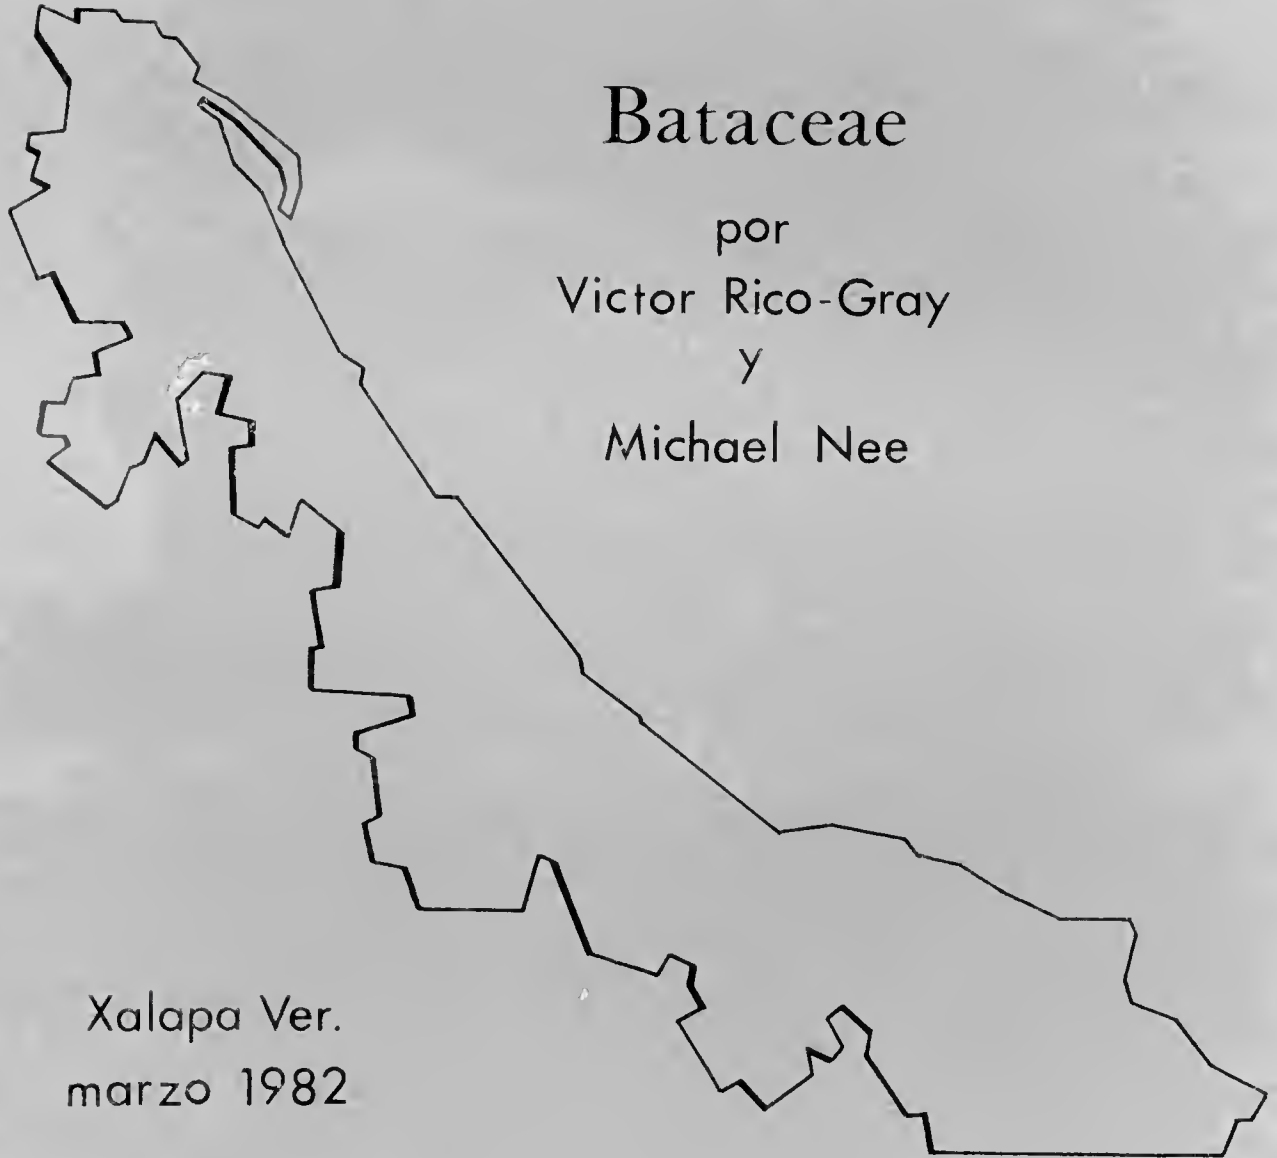 Bataceae
por
Victor Rico-Gray
y
Michael Nee
Xalapa Ver.
marzo 1982